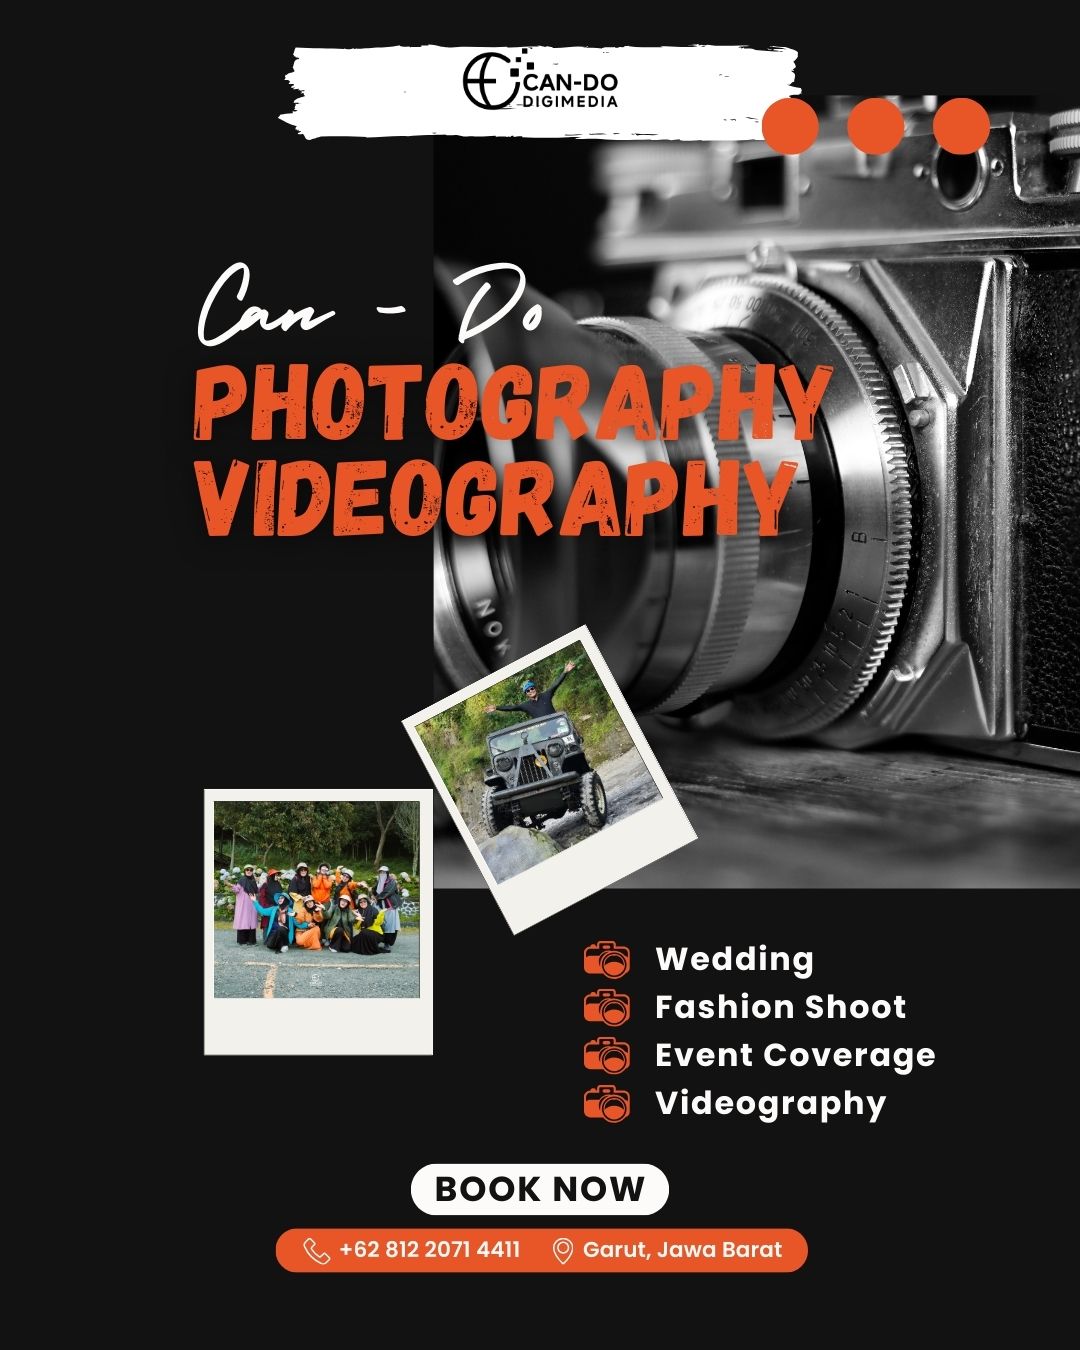 CAN-DO
DIGIMEDIA
Can - Do
PHOTOGRAPHY
VIDEOGRAPHY
NOK
B
Wedding
Fashion Shoot
Event Coverage
Videography
BOOK NOW
+62 812 2071 4411
Garut, Jawa Barat